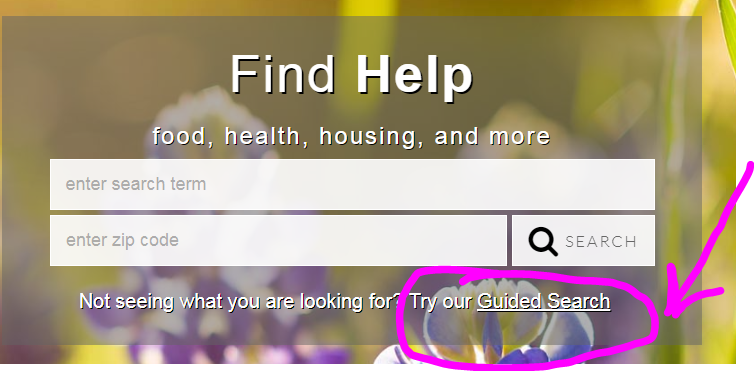 Find Help
food, health, housing, and more
enter search term
enter zip code
SEARCH
Not seeing what you are looking for? Try our Guided Search